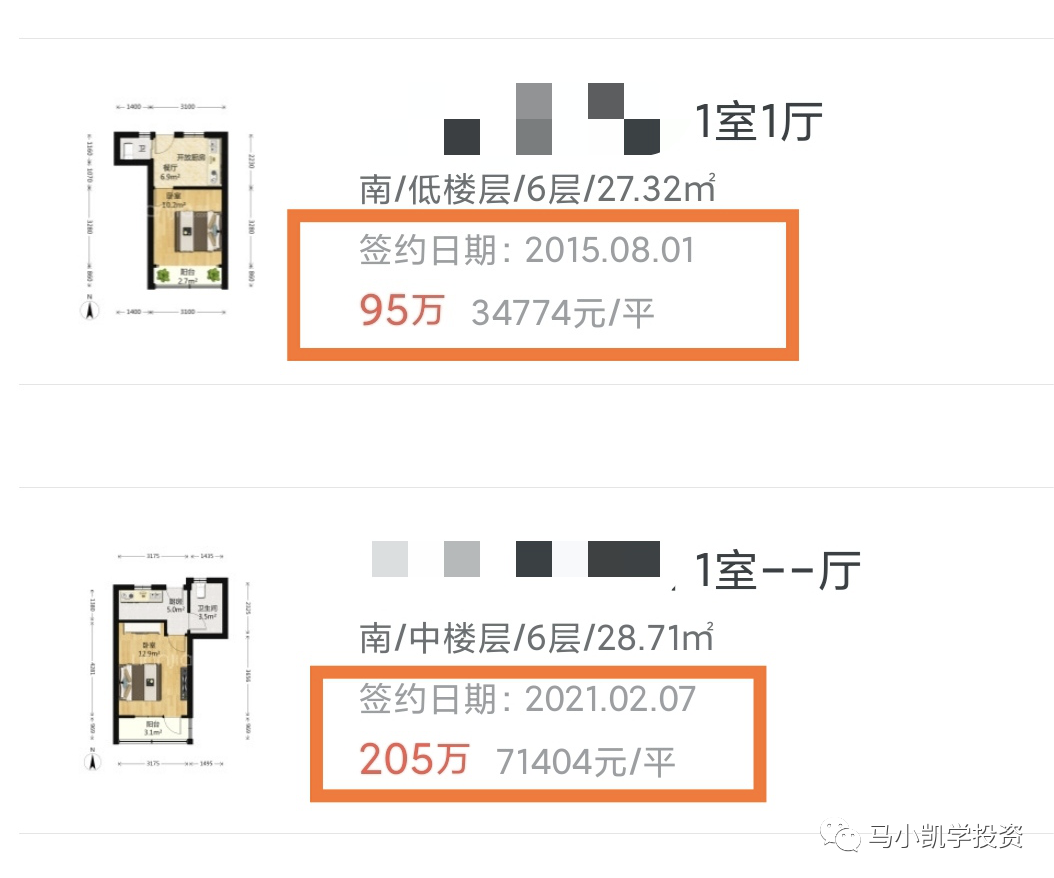 1室1厅
南/低楼层/6层/27.32㎡
签约日期：2015.08.01
95万 34774元/平
1400 3100
开放厨房
餐厅
6.9m²
卧室
10.2m²
阳台
2.7m²
N
1400 3100
1室--厅
南/中楼层/6层/28.71㎡
签约日期：2021.02.07
205万 71404元/平
3175 1435
厨房
5.0m²
卫生间
3.5m²
卧室
12.9m²
阳台
3.1m²
N
3175 1495
马小凯学投资